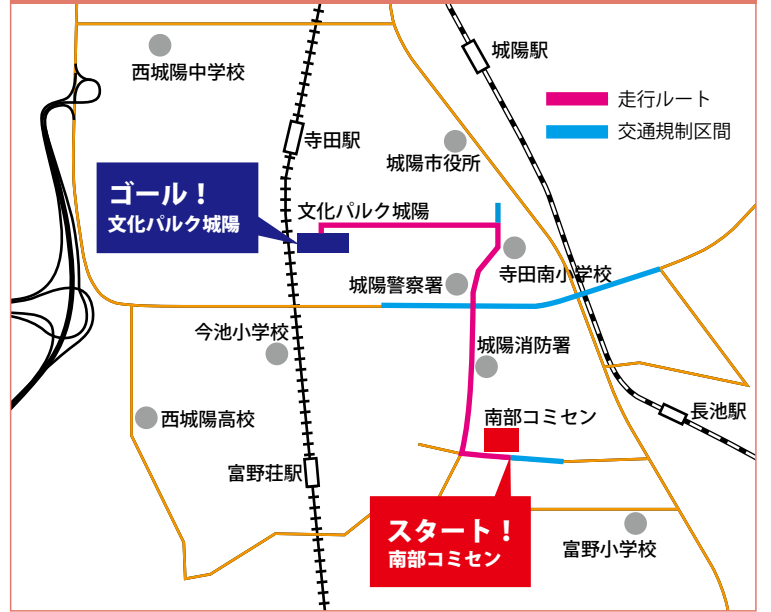 城陽駅
西城陽中学校
走行ルート
交通規制区間
寺田駅
城陽市役所
ゴール！
文化パルク城陽
文化パルク城陽
寺田南小学校
城陽警察署
今池小学校
城陽消防署
西城陽高校
南部コミセン
長池駅
富野荘駅
スタート！
南部コミセン
富野小学校